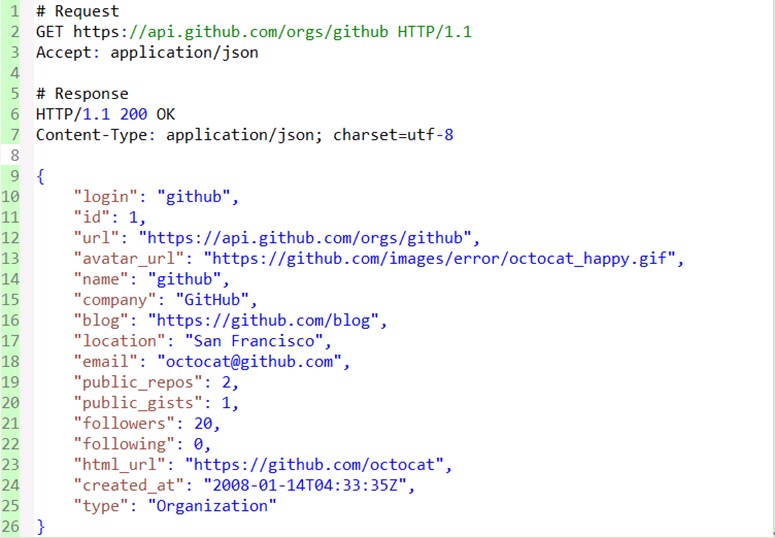 1 # Request
2 GET https://api.github.com/orgs/github HTTP/1.1
3 Accept: application/json
4
5 # Response
6 HTTP/1.1 200 OK
7 Content-Type: application/json; charset=utf-8
8
9 {
10     "login": "github",
11     "id": 1,
12     "url": "https://api.github.com/orgs/github",
13     "avatar_url": "https://github.com/images/error/octocat_happy.gif",
14     "name": "github",
15     "company": "GitHub",
16     "blog": "https://github.com/blog",
17     "location": "San Francisco",
18     "email": "octocat@github.com",
19     "public_repos": 2,
20     "public_gists": 1,
21     "followers": 20,
22     "following": 0,
23     "html_url": "https://github.com/octocat",
24     "created_at": "2008-01-14T04:33:35Z",
25     "type": "Organization"
26 }